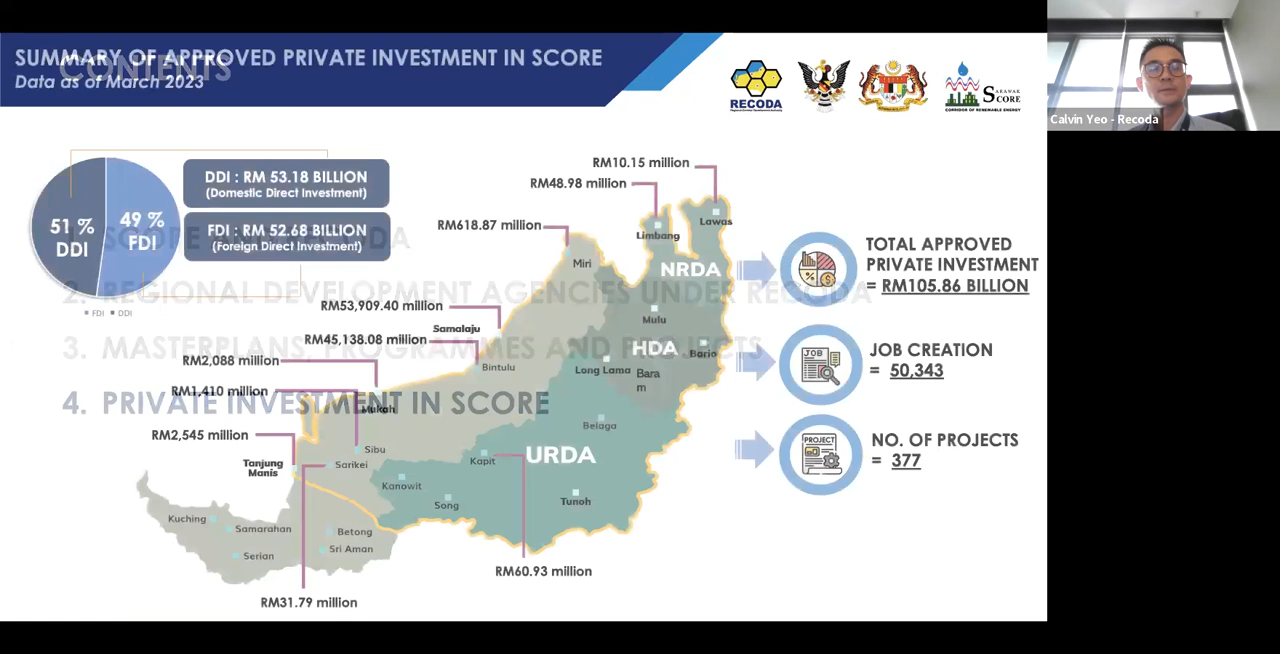 SUMMARY OF APPROVED PRIVATE INVESTMENT IN SCORE
CONTENTS
Data as of March 2023
RECODA
SARAWAK
SCORE
CORRIDOR OF RENEWABLE ENERGY
Calvin Yeo - Recoda
51 %
DDI
49 %
FDI
DDI : RM 53.18 BILLION
(Domestic Direct Investment)
FDI : RM 52.68 BILLION
(Foreign Direct Investment)
FDI DDI
2. REGIONAL DEVELOPMENT AGENCIES UNDER RECODA
3. MASTERPLANS, PROGRAMMES AND PROJECTS
4. PRIVATE INVESTMENT IN SCORE
RM10.15 million
RM48.98 million
RM618.87 million
RM53,909.40 million
RM45,138.08 million
RM2,088 million
RM1,410 million
RM2,545 million
RM31.79 million
RM60.93 million
Lawas
Limbang
NRDA
Miri
Mulu
Samalaju
HDA
Bario
Bintulu
Long Lama
Bara
m
Mukah
Belaga
Sibu
URDA
Kapit
Sarikei
Tanjung
Manis
Kanowit
Song
Tunoh
Kuching
Samarahan
Betong
Serian
Sri Aman
TOTAL APPROVED
PRIVATE INVESTMENT
= RM105.86 BILLION
JOB
JOB CREATION
= 50,343
PROJECT
NO. OF PROJECTS
= 377